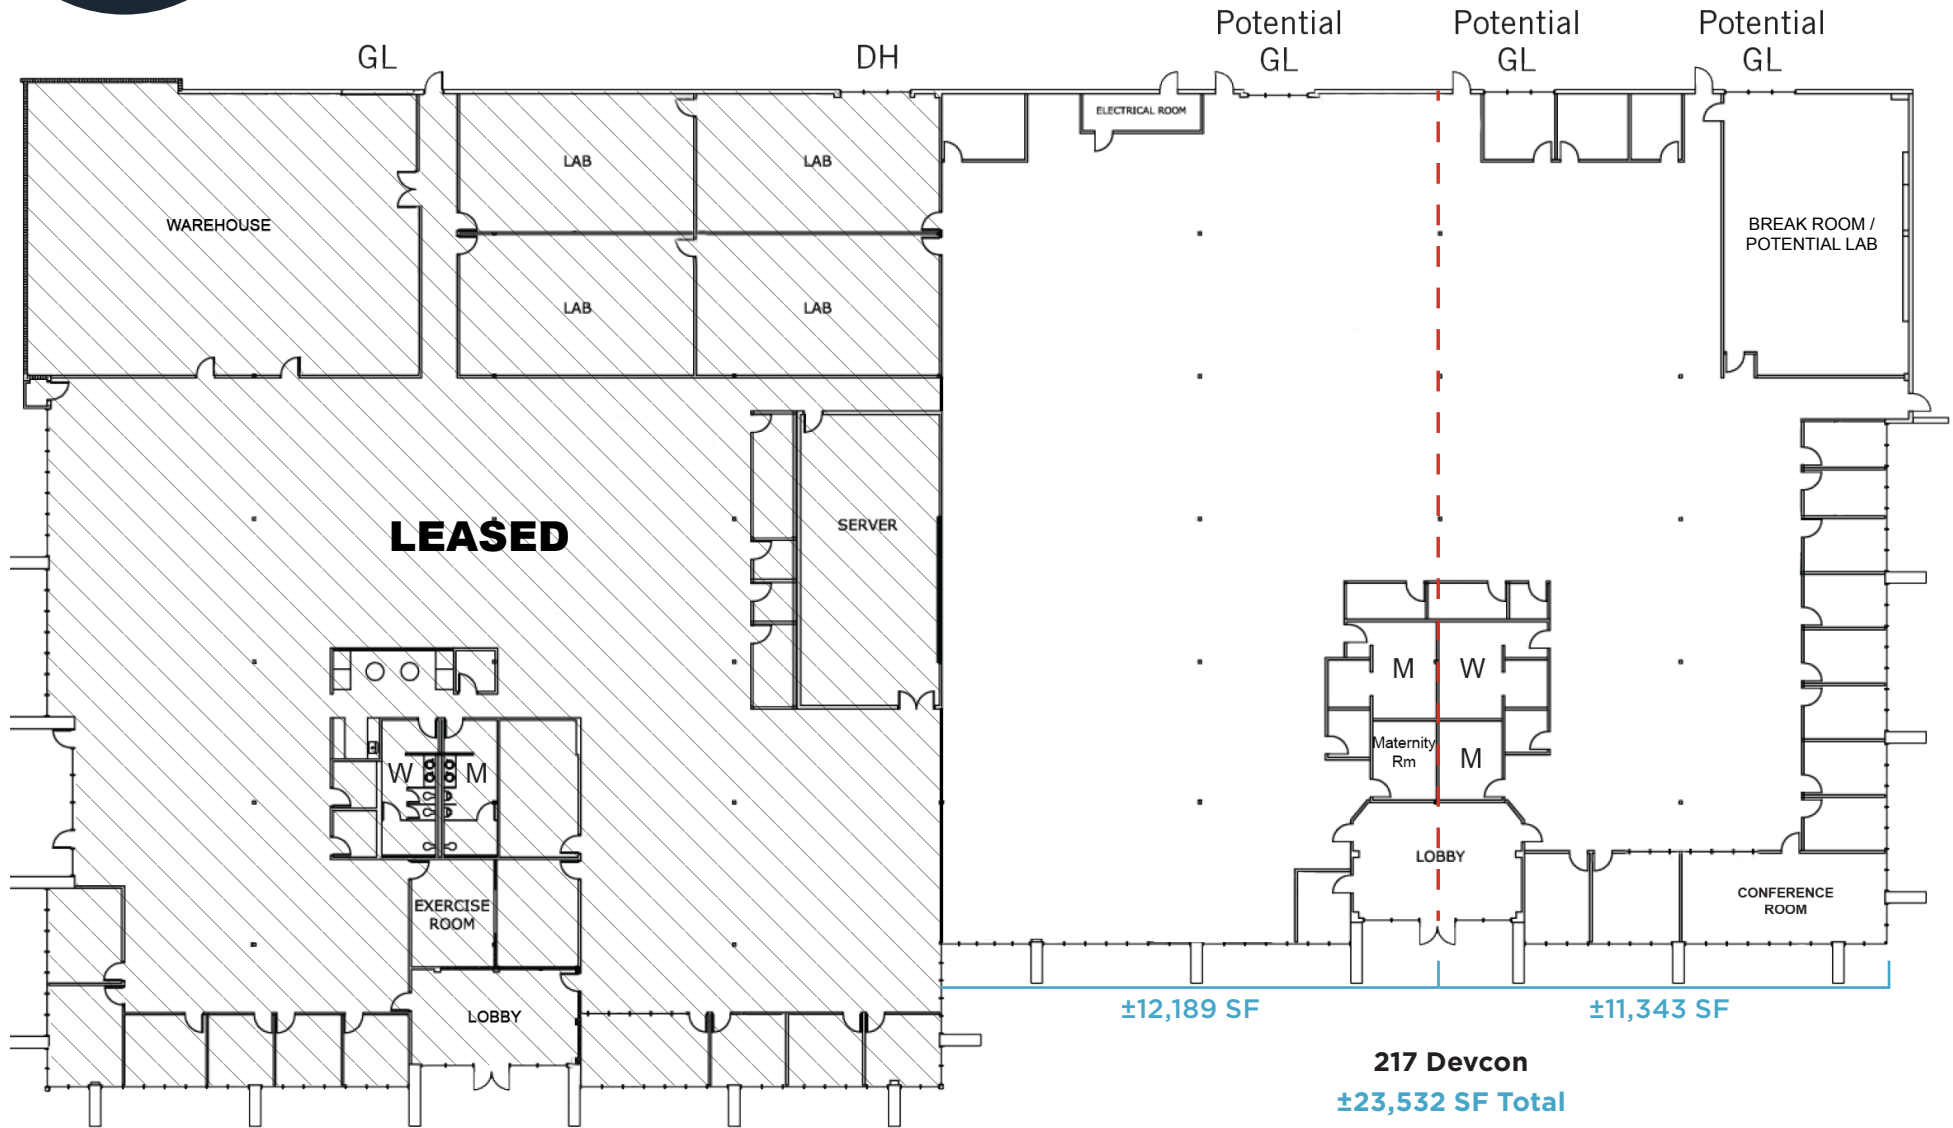 Potential
GL
Potential
GL
Potential
GL
GL
DH
ELECTRICAL ROOM
LAB
LAB
WAREHOUSE
BREAK ROOM /
POTENTIAL LAB
LAB
LAB
LEASED
SERVER
M
W
Maternity
Rm
M
W
M
LOBBY
EXERCISE
ROOM
CONFERENCE
ROOM
LOBBY
±12,189 SF
±11,343 SF
217 Devcon
±23,532 SF Total